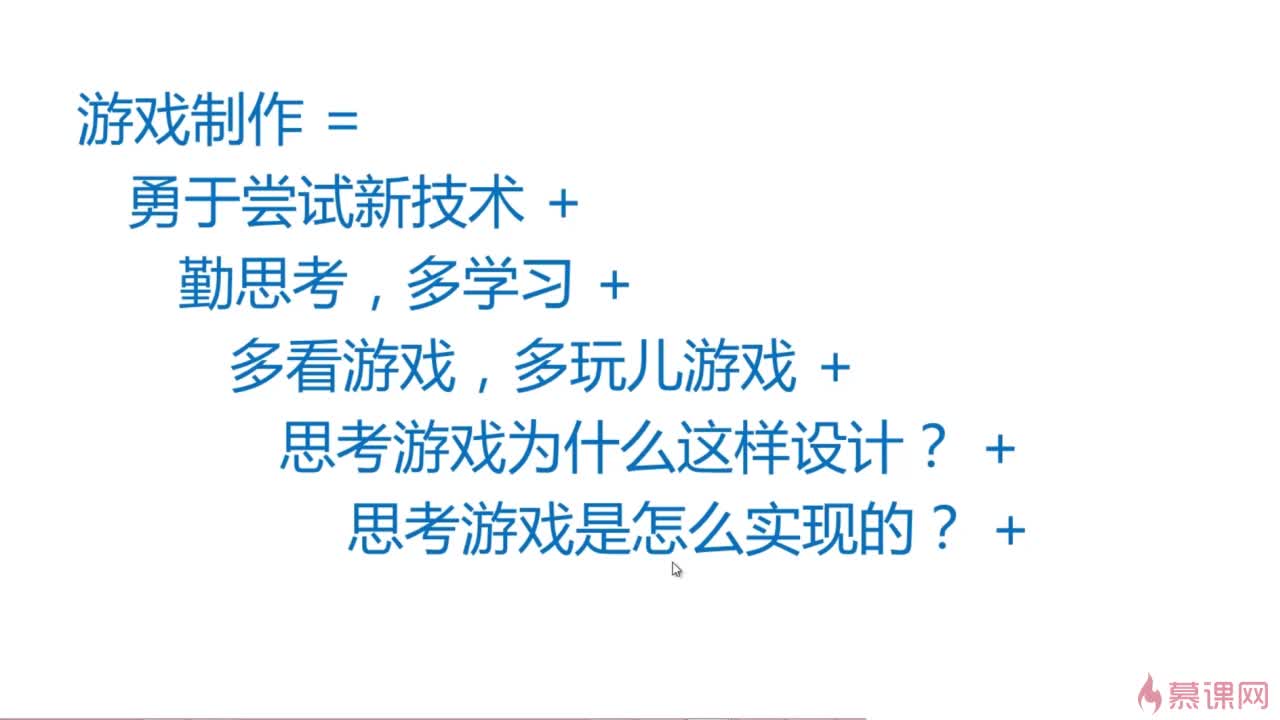 游戏制作 =
勇于尝试新技术 +
勤思考，多学习 +
多看游戏，多玩儿游戏 +
思考游戏为什么这样设计？ +
思考游戏是怎么实现的？ +
慕课网